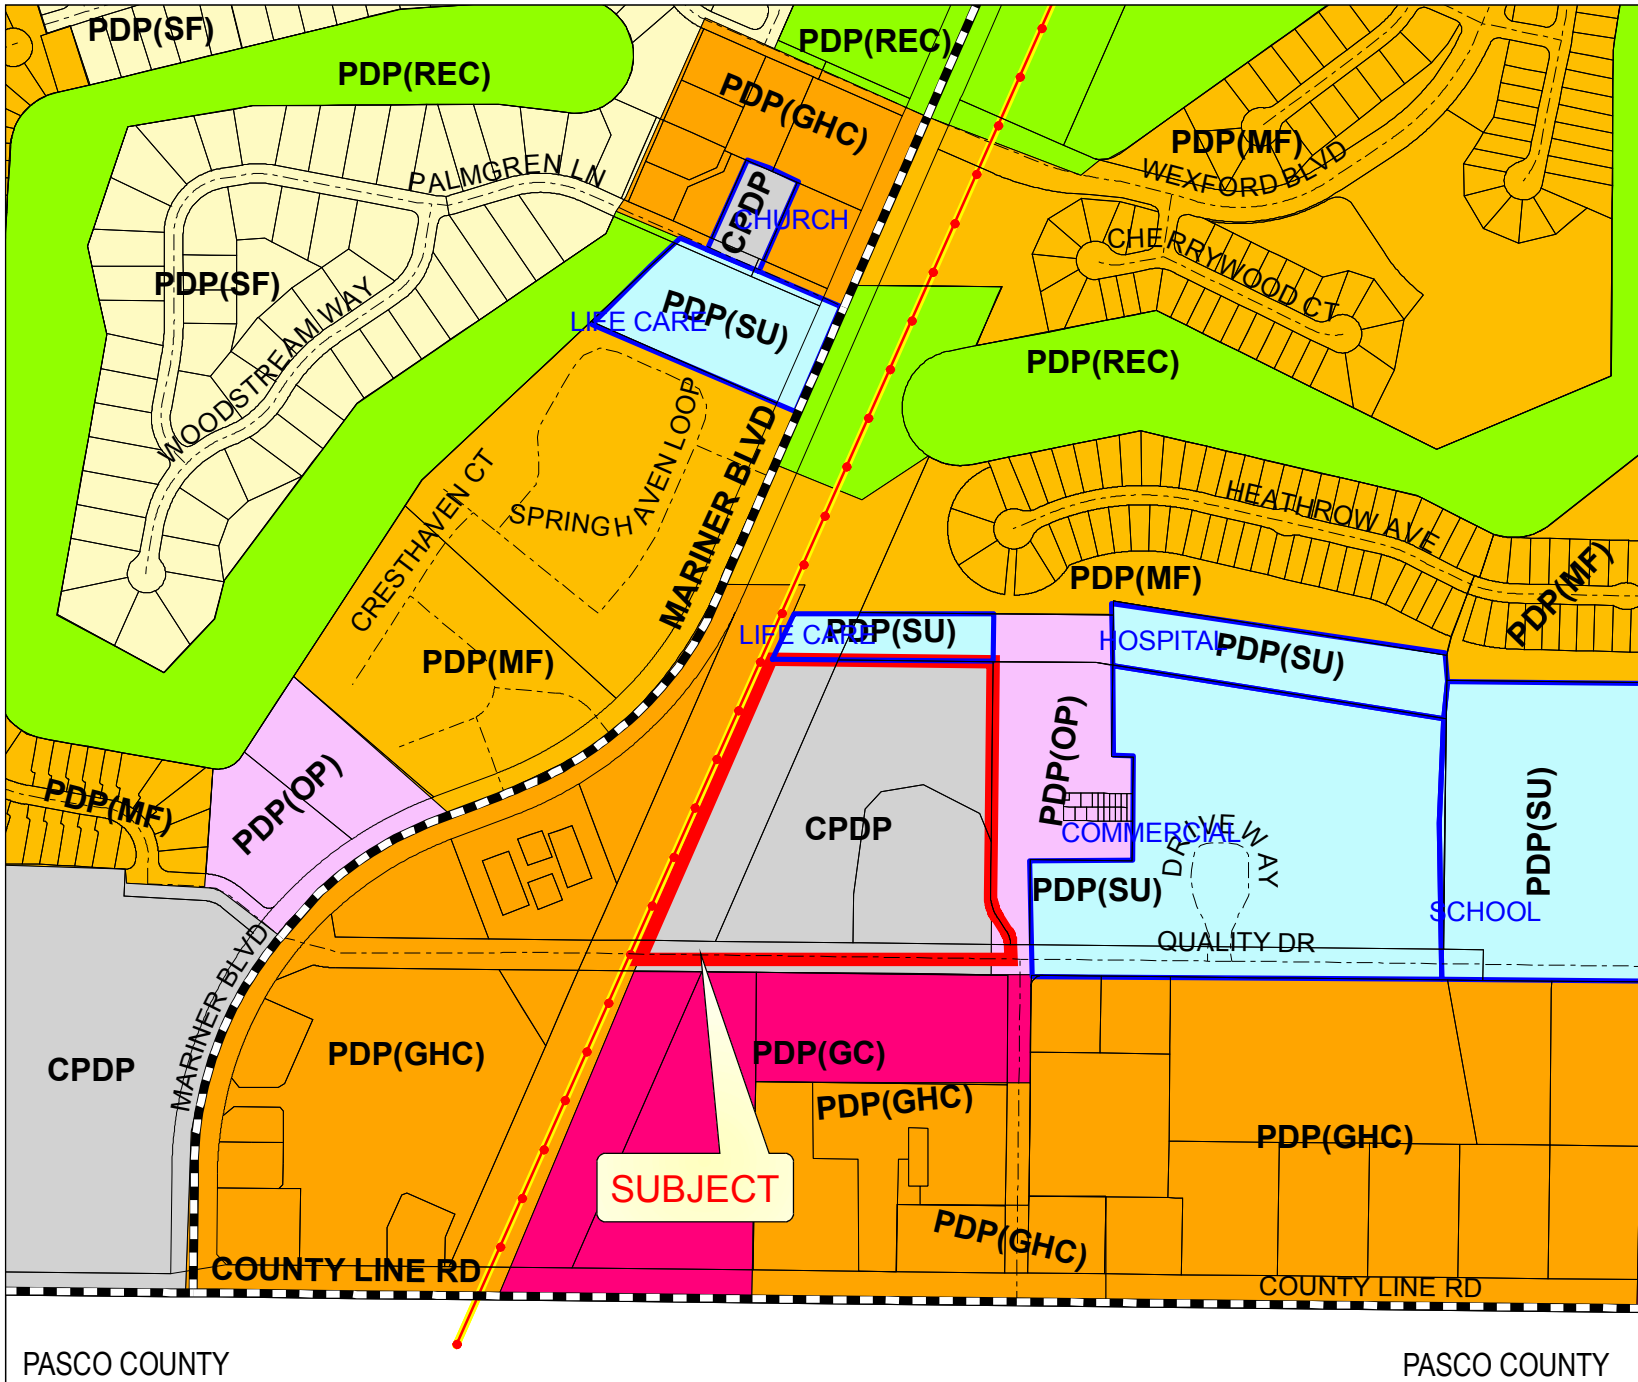 PDP(SF)
PDP(REC)
PDP(REC)
PDP(GHC)
PDP(MF)
WEXFORD BLVD
PALMGREN LN
CPDP
CHURCH
CHERRYWOOD CT
PDP(SF)
WOODSTREAM WAY
LIFE CARE
PDP(SU)
PDP(REC)
MARINER BLVD
SPRINGHAVEN LOOP
CRESTHAVEN CT
HEATHROW AVE
PDP(MF)
PDP(MF)
PDP(MF)
LIFE CARE
PDP(SU)
HOSPITAL
PDP(SU)
PDP(OP)
PDP(MF)
PDP(OP)
CPDP
COMMERCIAL
DRIVEWAY
PDP(SU)
PDP(SU)
SCHOOL
QUALITY DR
MARINER BLVD
CPDP
PDP(GHC)
PDP(GC)
PDP(GHC)
PDP(GHC)
SUBJECT
PDP(GHC)
COUNTY LINE RD
COUNTY LINE RD
PASCO COUNTY
PASCO COUNTY